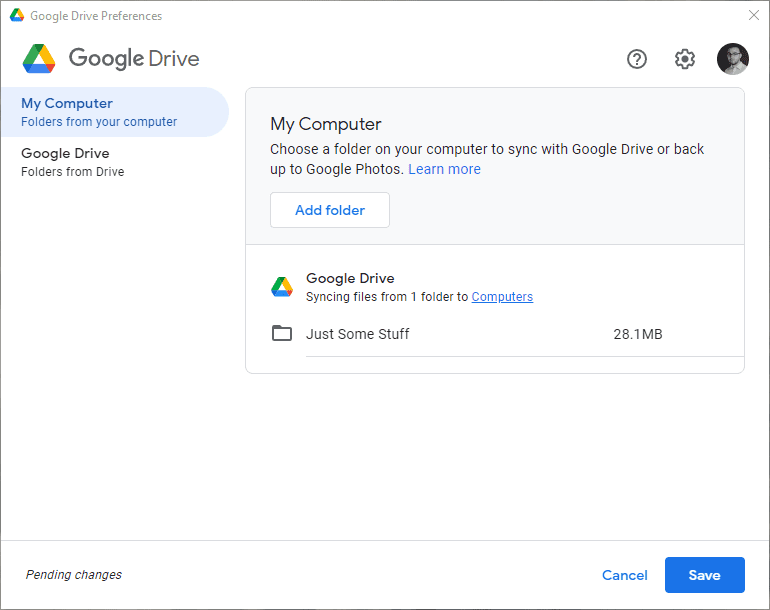 Google Drive Preferences
Google Drive
My Computer
Folders from your computer
Google Drive
Folders from Drive
My Computer
Choose a folder on your computer to sync with Google Drive or back
up to Google Photos. Learn more
Add folder
Google Drive
Syncing files from 1 folder to Computers
Just Some Stuff 28.1MB
Pending changes
Cancel Save